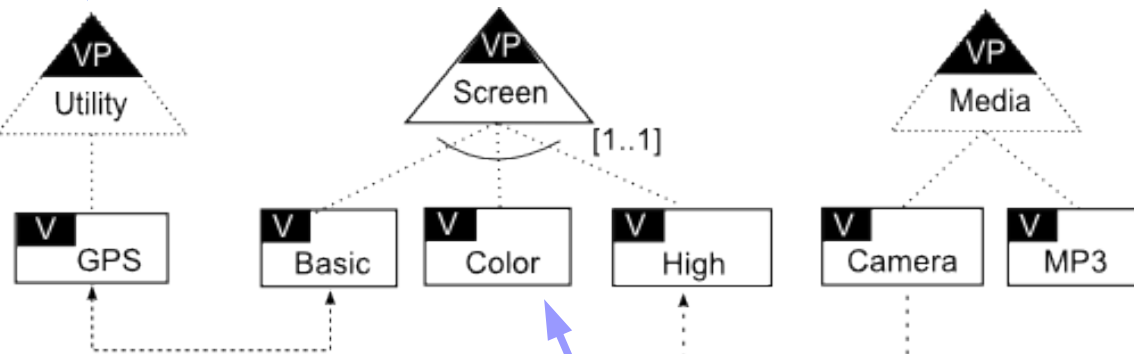 VP
Utility
VP
Screen
[1..1]
VP
Media
V
GPS
V
Basic
V
Color
V
High
V
Camera
V
MP3